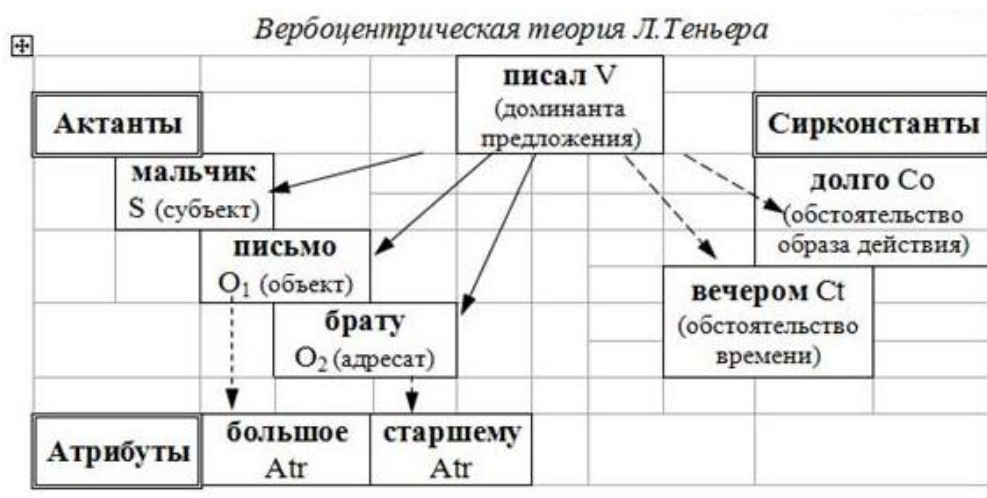 Вербоцентрическая теория Л.Теньера
писал V
(доминанта
предложения)
Актанты
Сирконстанты
мальчик
S (субъект)
долго Co
(обстоятельство
образа действия)
письмо
O₁ (объект)
вечером Ct
(обстоятельство
времени)
брату
O₂ (адресат)
Атрибуты
большое
Atr
старшему
Atr